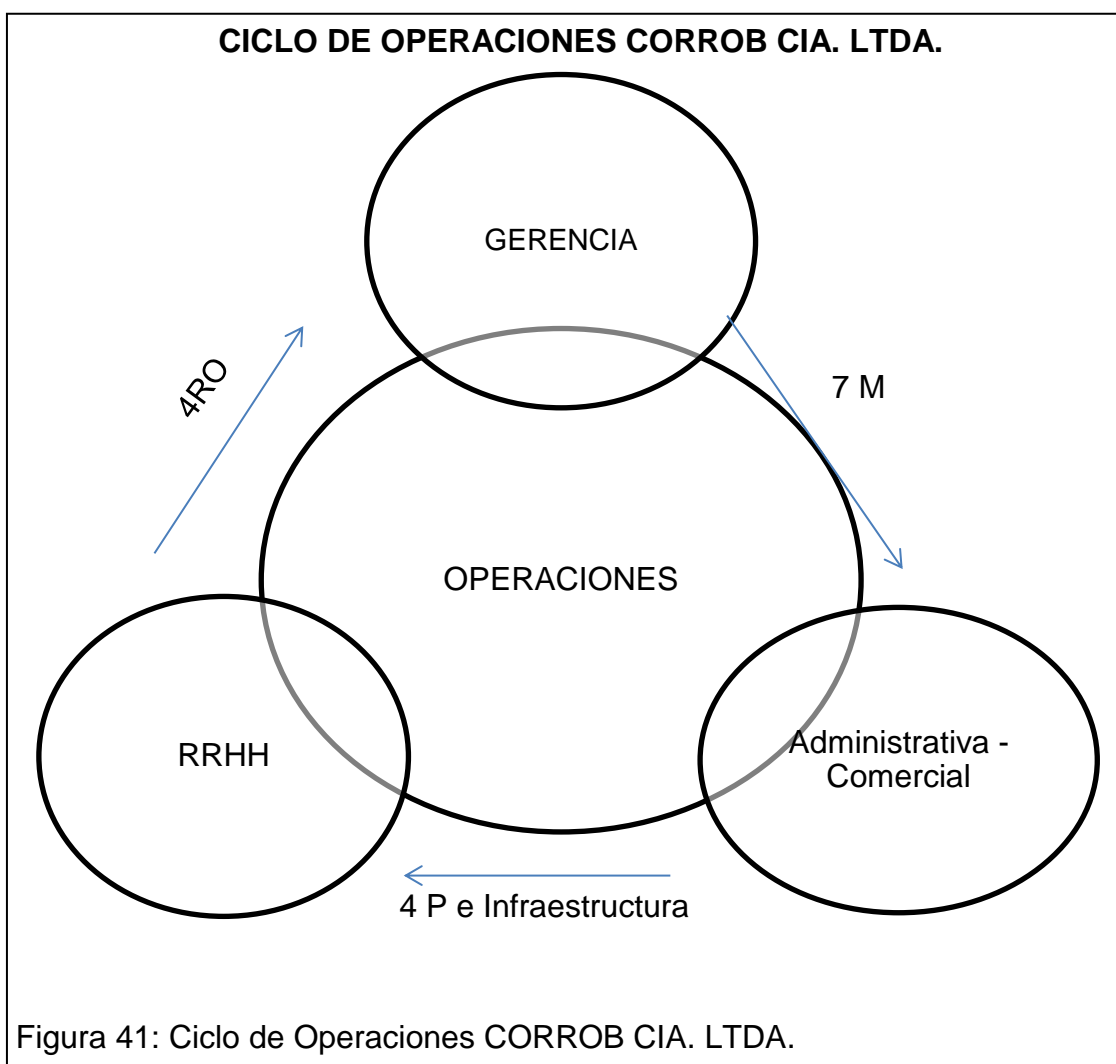 CICLO DE OPERACIONES CORROB CIA. LTDA.
GERENCIA
4RO
7 M
OPERACIONES
RRHH
Administrativa -
Comercial
4 P e Infraestructura
Figura 41: Ciclo de Operaciones CORROB CIA. LTDA.